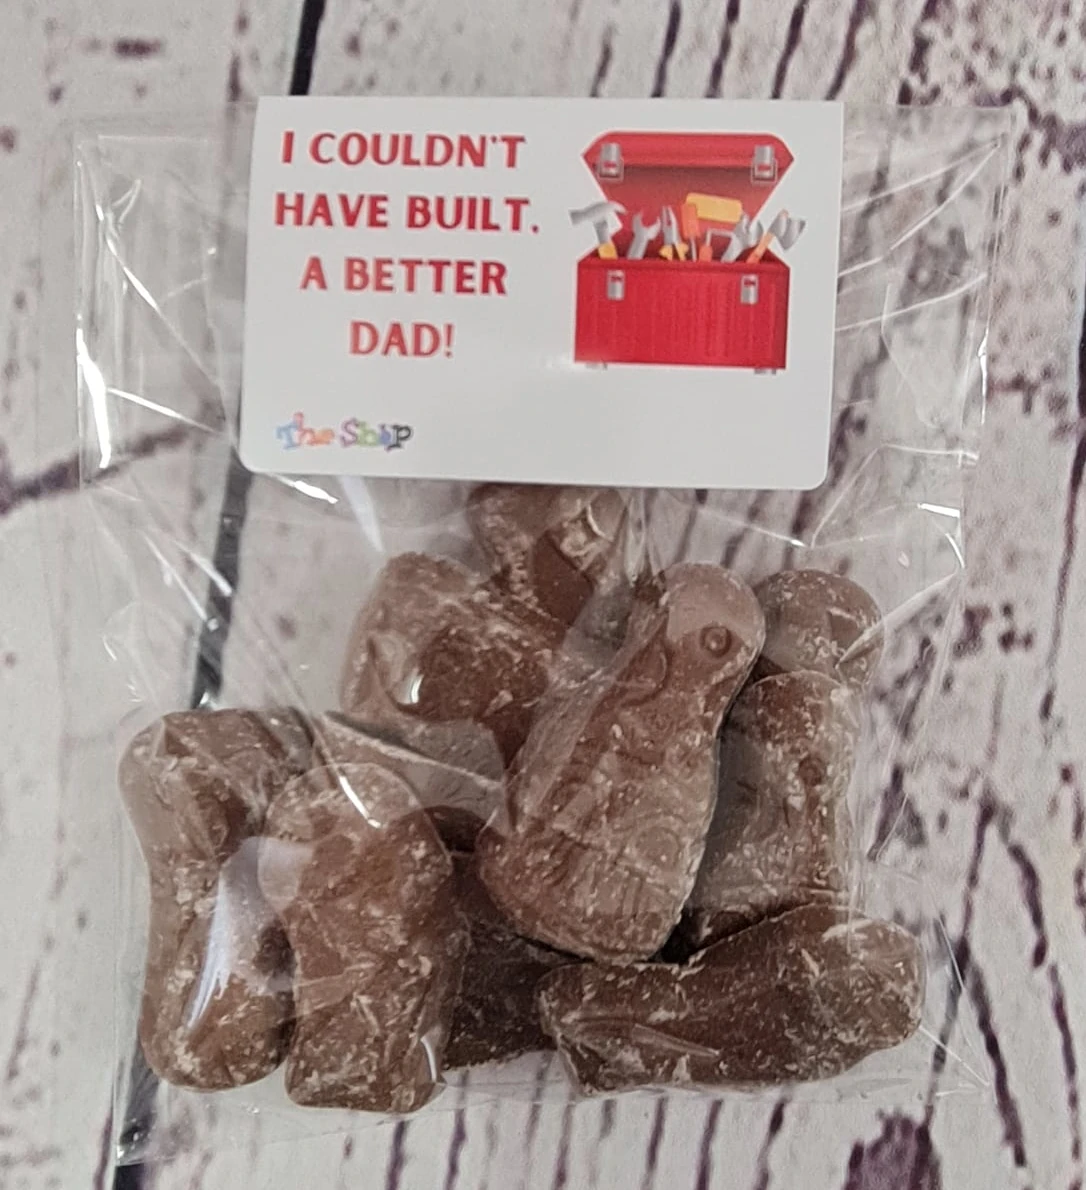 I COULDN'T
HAVE BUILT.
A BETTER
DAD!
The Shop